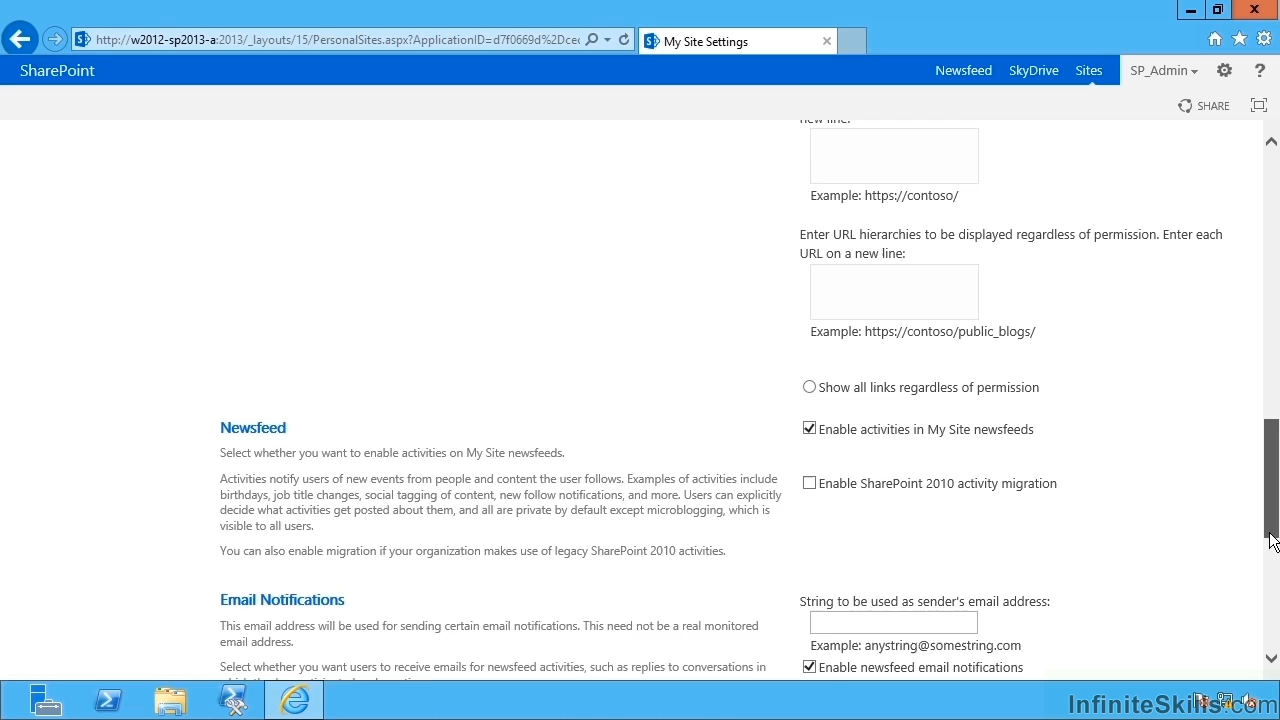 http://w2012-sp2013-a:2013/_layouts/15/PersonalSites.aspx?ApplicationID=d7f0669d%2Dcec
My Site Settings
SharePoint
Newsfeed
SkyDrive
Sites
SP_Admin
?
SHARE
new line:
Example: https://contoso/
Enter URL hierarchies to be displayed regardless of permission. Enter each
URL on a new line:
Example: https://contoso/public_blogs/
Show all links regardless of permission
Newsfeed
Select whether you want to enable activities on My Site newsfeeds.
Activities notify users of new events from people and content the user follows. Examples of activities include
birthdays, job title changes, social tagging of content, new follow notifications, and more. Users can explicitly
decide what activities get posted about them, and all are private by default except microblogging, which is
visible to all users.
You can also enable migration if your organization makes use of legacy SharePoint 2010 activities.
Enable activities in My Site newsfeeds
Enable SharePoint 2010 activity migration
Email Notifications
This email address will be used for sending certain email notifications. This need not be a real monitored
email address.
Select whether you want users to receive emails for newsfeed activities, such as replies to conversations in
String to be used as sender's email address:
Example: anystring@somestring.com
Enable newsfeed email notifications
InfiniteSkills.com